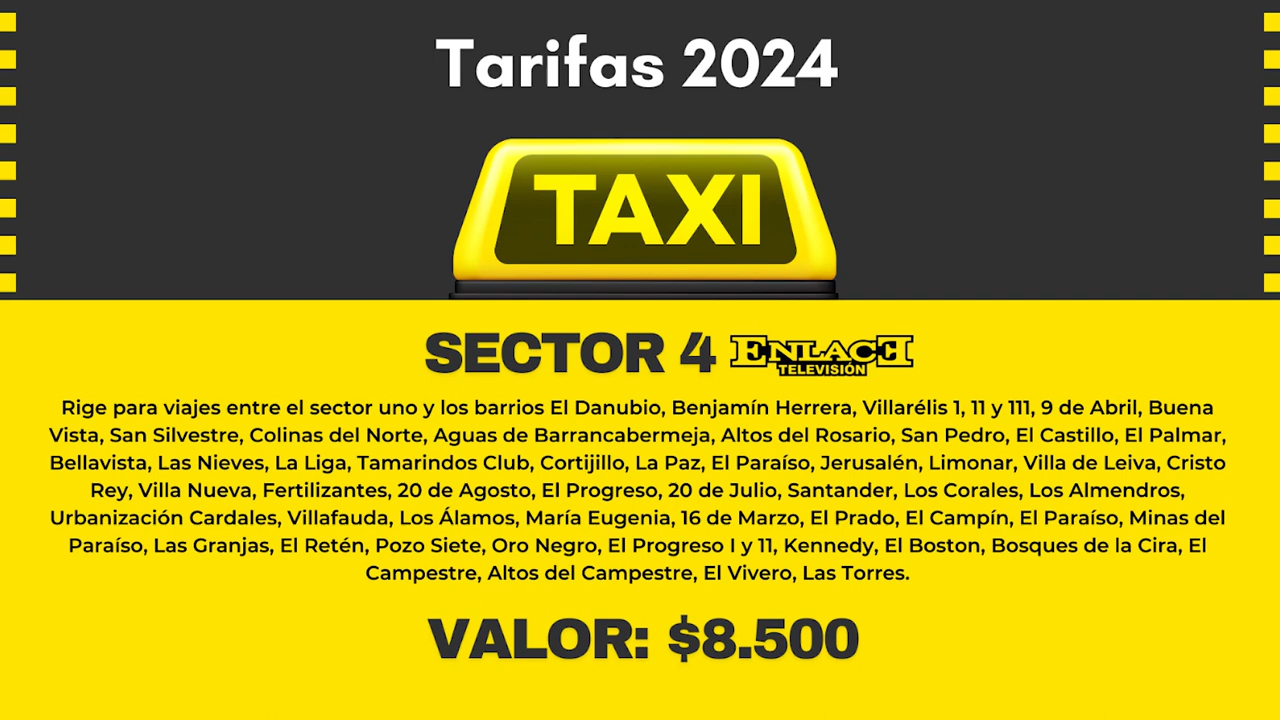 Tarifas 2024
TAXI
SECTOR 4 ENLACE
TELEVISIÓN
Rige para viajes entre el sector uno y los barrios El Danubio, Benjamín Herrera, Villarélis 1, 11 y 111, 9 de Abril, Buena
Vista, San Silvestre, Colinas del Norte, Aguas de Barrancabermeja, Altos del Rosario, San Pedro, El Castillo, El Palmar,
Bellavista, Las Nieves, La Liga, Tamarindos Club, Cortijillo, La Paz, El Paraíso, Jerusalén, Limonar, Villa de Leiva, Cristo
Rey, Villa Nueva, Fertilizantes, 20 de Agosto, El Progreso, 20 de Julio, Santander, Los Corales, Los Almendros,
Urbanización Cardales, Villafauda, Los Álamos, María Eugenia, 16 de Marzo, El Prado, El Campín, El Paraíso, Minas del
Paraíso, Las Granjas, El Retén, Pozo Siete, Oro Negro, El Progreso I y 11, Kennedy, El Boston, Bosques de la Cira, El
Campestre, Altos del Campestre, El Vivero, Las Torres.
VALOR: $8.500